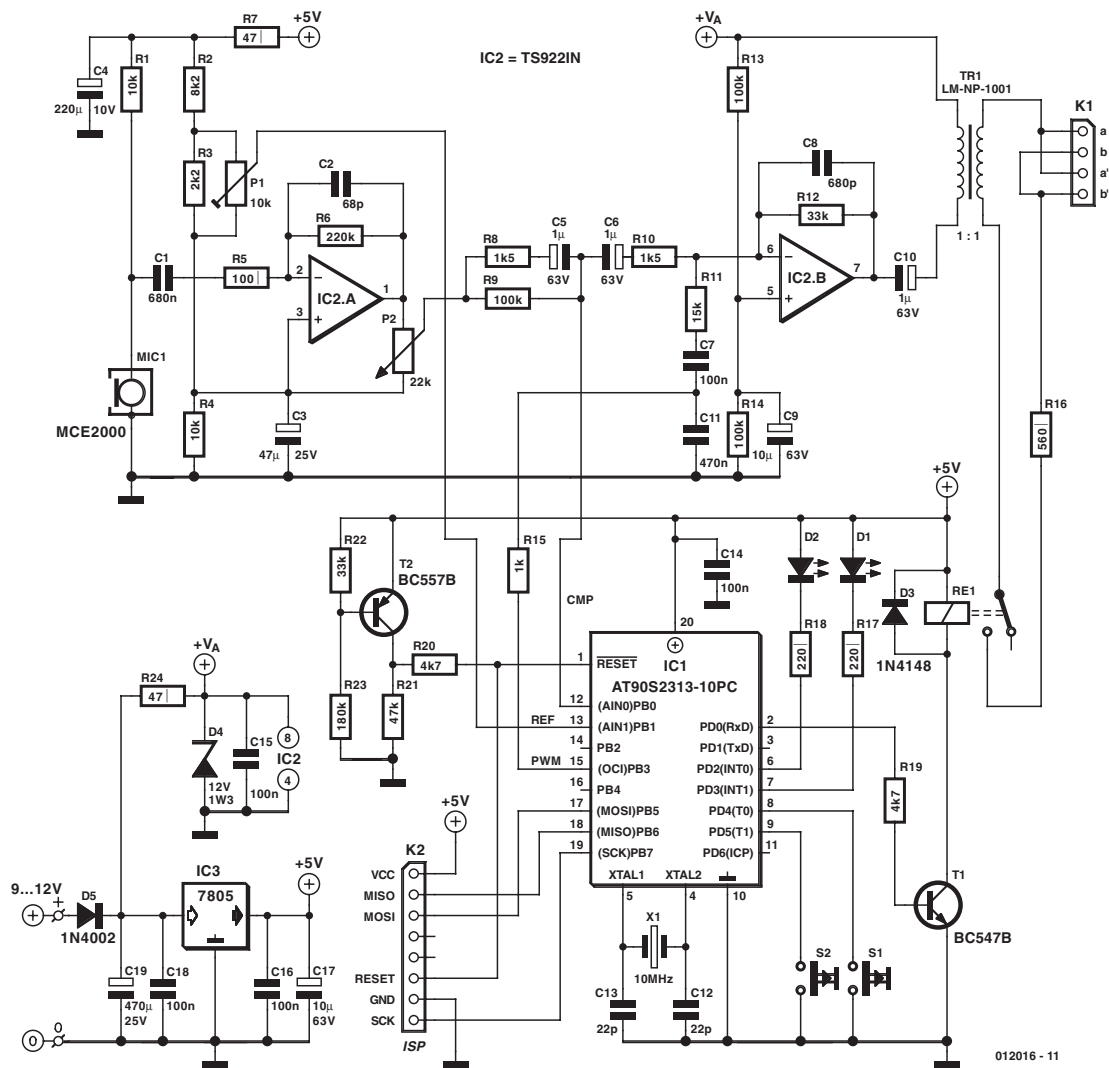 +5V
R7
47
IC2 = TS922IN
+VA
C4
220µ
10V
R1
10k
R2
8k2
R3
2k2
P1
10k
C2
68p
R6
220k
C1
680n
R5
100
2
3
1
IC2.A
P2
22k
MIC1
MCE2000
R4
10k
C3
47µ
25V
R8
1k5
C5
1µ
63V
C6
1µ
63V
R10
1k5
R9
100k
R11
15k
C7
100n
C11
470n
R13
100k
R14
100k
C9
10µ
63V
C8
680p
R12
33k
6
5
7
IC2.B
C10
1µ
63V
TR1
LM-NP-1001
1 : 1
K1
a
b
a'
b'
R16
560
+5V
R22
33k
T2
BC557B
R15
1k
CMP
C14
100n
D2
D1
D3
1N4148
RE1
R18
220
R17
220
R23
180k
R20
4k7
R21
47k
REF
PWM
20
IC1
AT90S2313-10PC
1
RESET
12
(AIN0)PB0
13
(AIN1)PB1
14
PB2
15
(OCI)PB3
16
PB4
17
(MOSI)PB5
18
(MISO)PB6
19
(SCK)PB7
PD0(RxD)
2
PD1(TxD)
3
PD2(INT0)
6
PD3(INT1)
7
PD4(T0)
8
PD5(T1)
9
PD6(ICP)
11
XTAL1
XTAL2
5
4
10
X1
10MHz
C13
22p
C12
22p
R19
4k7
T1
BC547B
S2
S1
+VA
R24
47
D4
12V
1W3
C15
100n
8
IC2
4
9...12V
+
D5
1N4002
IC3
7805
+5V
C19
470µ
25V
C18
100n
C16
100n
C17
10µ
63V
0
0
+5V
K2
VCC
MISO
MOSI
RESET
GND
SCK
ISP
012016 - 11